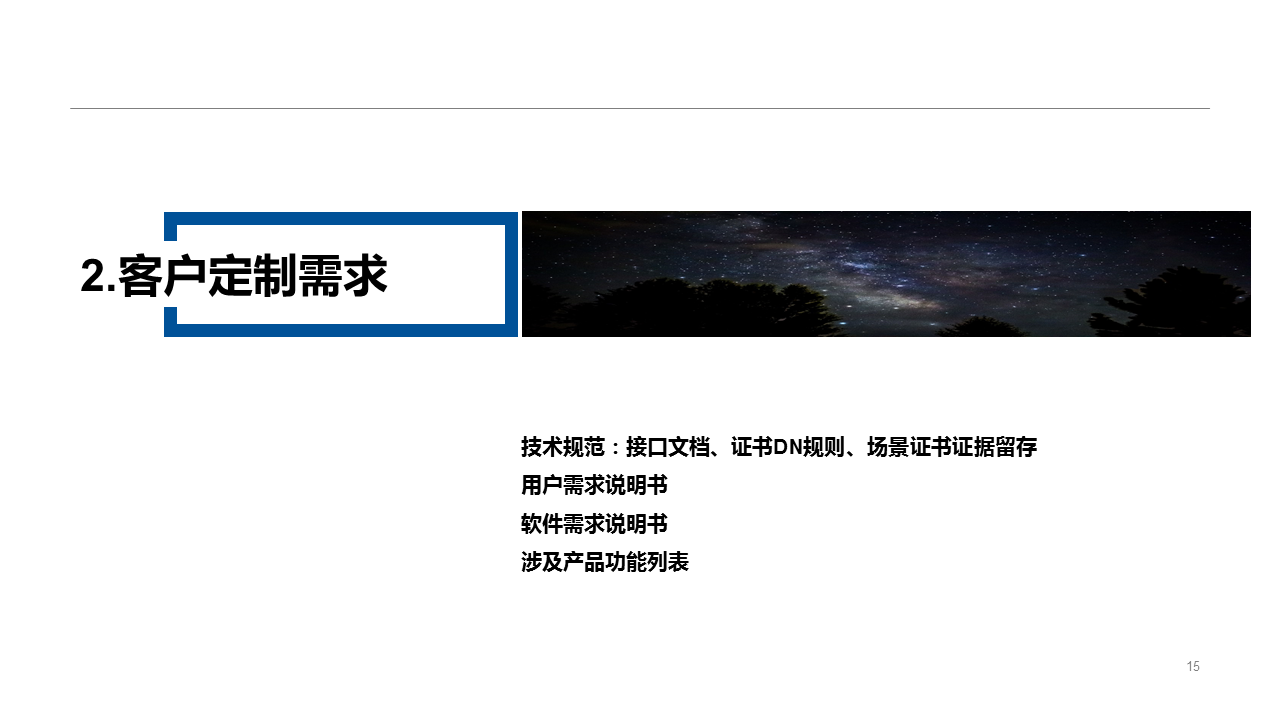 2.客户定制需求
技术规范：接口文档、证书DN规则、场景证书证据留存
用户需求说明书
软件需求说明书
涉及产品功能列表
15